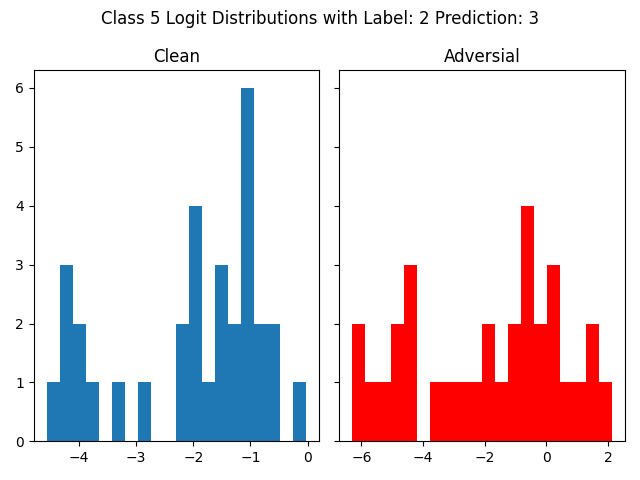 Class 5 Logit Distributions with Label: 2 Prediction: 3
Clean
Adversial
6
5
4
3
2
1
0
−4 −3 −2 −1 0
−6 −4 −2 0 2